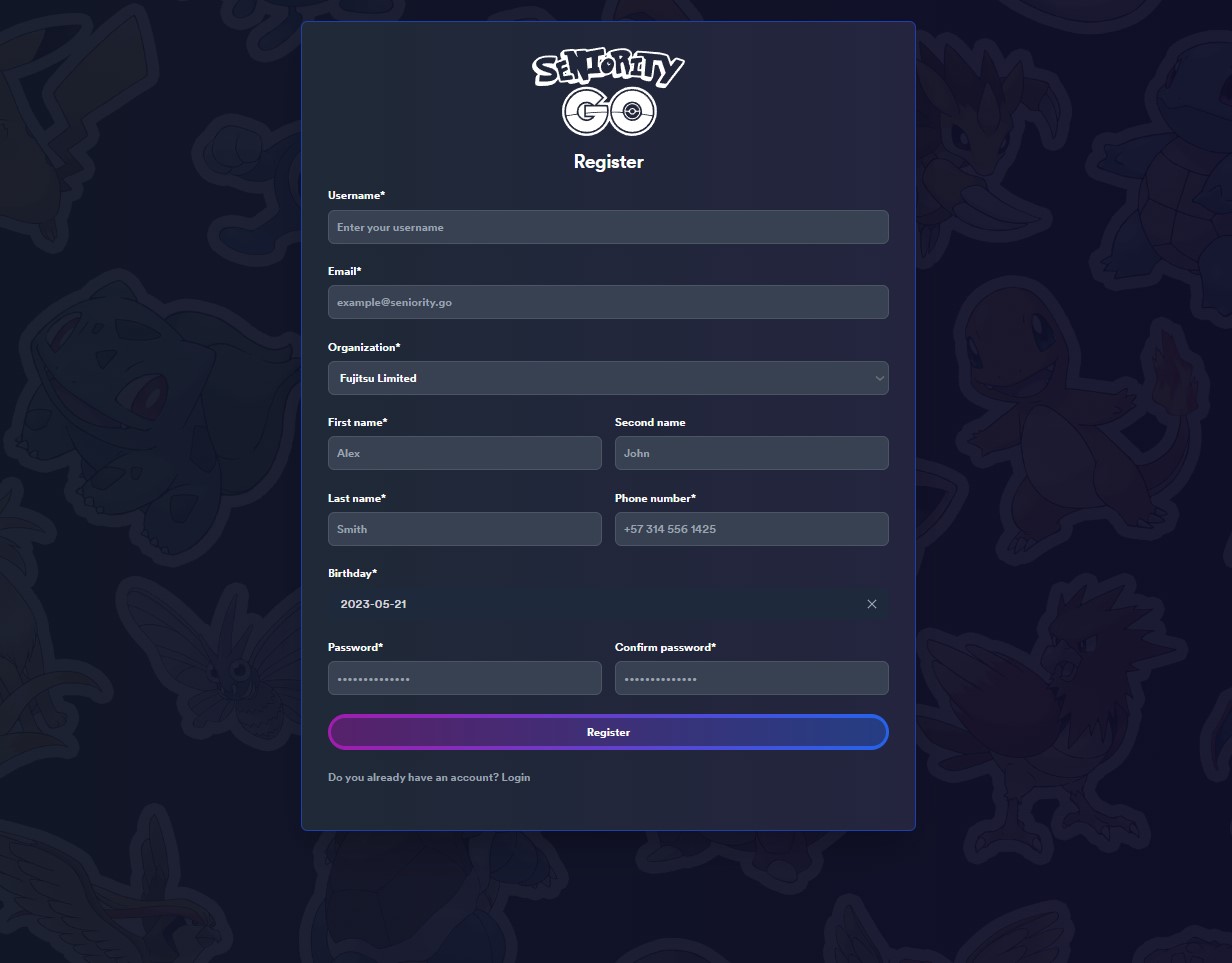 SENIORITY
GO
Register
Username*
Enter your username
Email*
example@seniority.go
Organization*
Fujitsu Limited
First name* Second name
Alex John
Last name* Phone number*
Smith +57 314 556 1425
Birthday*
2023-05-21
Password* Confirm password*
•••••••••••••• ••••••••••••••
Register
Do you already have an account? Login